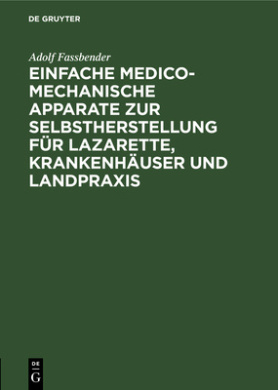 DE GRUYTER
Adolf Fassbender
EINFACHE MEDICO-
MECHANISCHE
APPARATE ZUR
SELBSTHERSTELLUNG
FÜR LAZARETTE,
KRANKENHÄUSER UND
LANDPRAXIS
DE
G